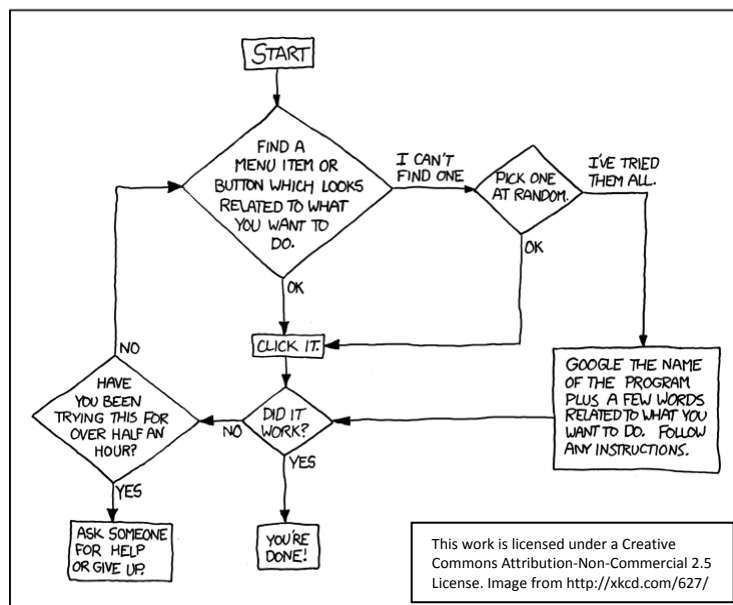 START
FIND A
MENU ITEM OR
BUTTON WHICH LOOKS
RELATED TO WHAT
YOU WANT TO
DO.
I CAN'T
FIND ONE
PICK ONE
AT RANDOM.
I'VE TRIED
THEM ALL.
OK
OK
CLICK IT.
NO
HAVE
YOU BEEN
TRYING THIS FOR
OVER HALF AN
HOUR?
NO
DID IT
WORK?
GOOGLE THE NAME
OF THE PROGRAM
PLUS A FEW WORDS
RELATED TO WHAT YOU
WANT TO DO. FOLLOW
ANY INSTRUCTIONS.
YES
YES
ASK SOMEONE
FOR HELP
OR GIVE UP.
YOU'RE
DONE!
This work is licensed under a Creative
Commons Attribution-Non-Commercial 2.5
License. Image from http://xkcd.com/627/